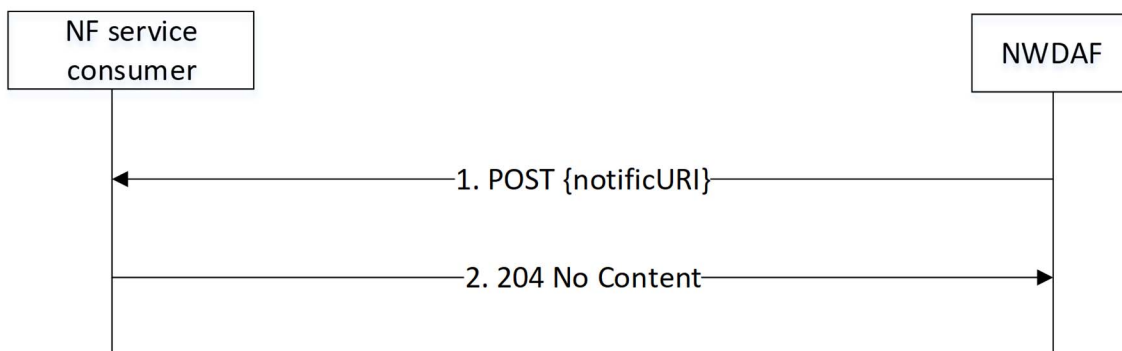 NF service
consumer
NWDAF
1. POST {notificURI}
2. 204 No Content